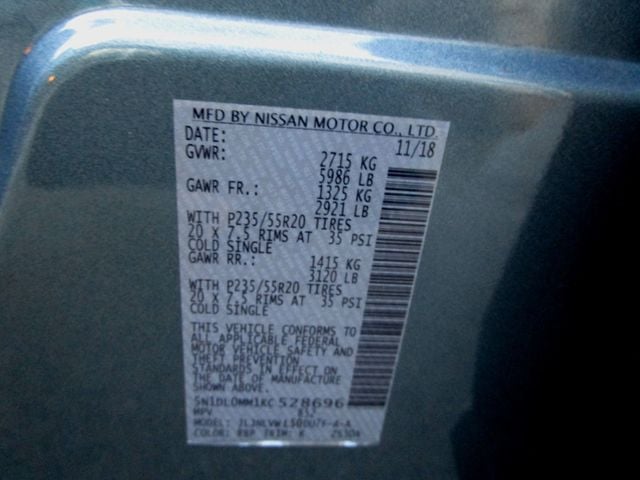 MFD BY NISSAN MOTOR CO., LTD.
DATE: 11/18
GVWR: 2715 KG
5986 LB
GAWR FR.: 1325 KG
2921 LB
WITH P235/55R20 TIRES
20 X 7.5 RIMS AT 35 PSI
COLD SINGLE
GAWR RR.: 1415 KG
3120 LB
WITH P235/55R20 TIRES
20 X 7.5 RIMS AT 35 PSI
COLD SINGLE
THIS VEHICLE CONFORMS TO
ALL APPLICABLE FEDERAL
MOTOR VEHICLE SAFETY AND
THEFT PREVENTION
STANDARDS IN EFFECT ON
THE DATE OF MANUFACTURE
SHOWN ABOVE.
5N1DL0MM1KC528696
MPV
MODEL:
COLOR: TRIM: K